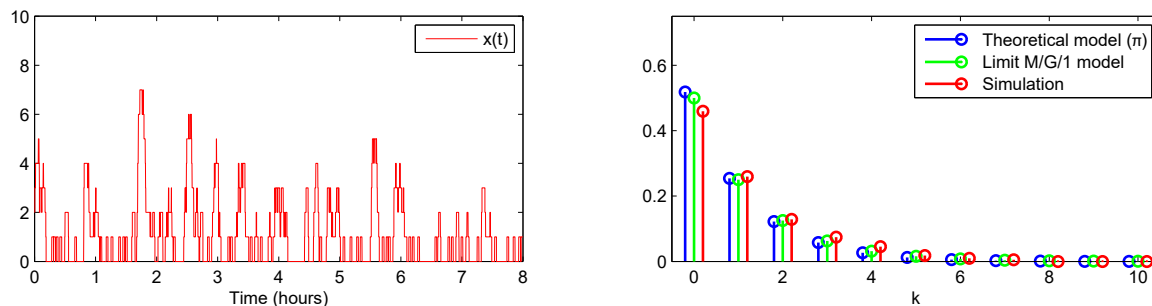 10
8
6
4
2
0
0 1 2 3 4 5 6 7 8
Time (hours)
x(t)
0.6
0.4
0.2
0
0 2 4 6 8 10
k
Theoretical model (π)
Limit M/G/1 model
Simulation